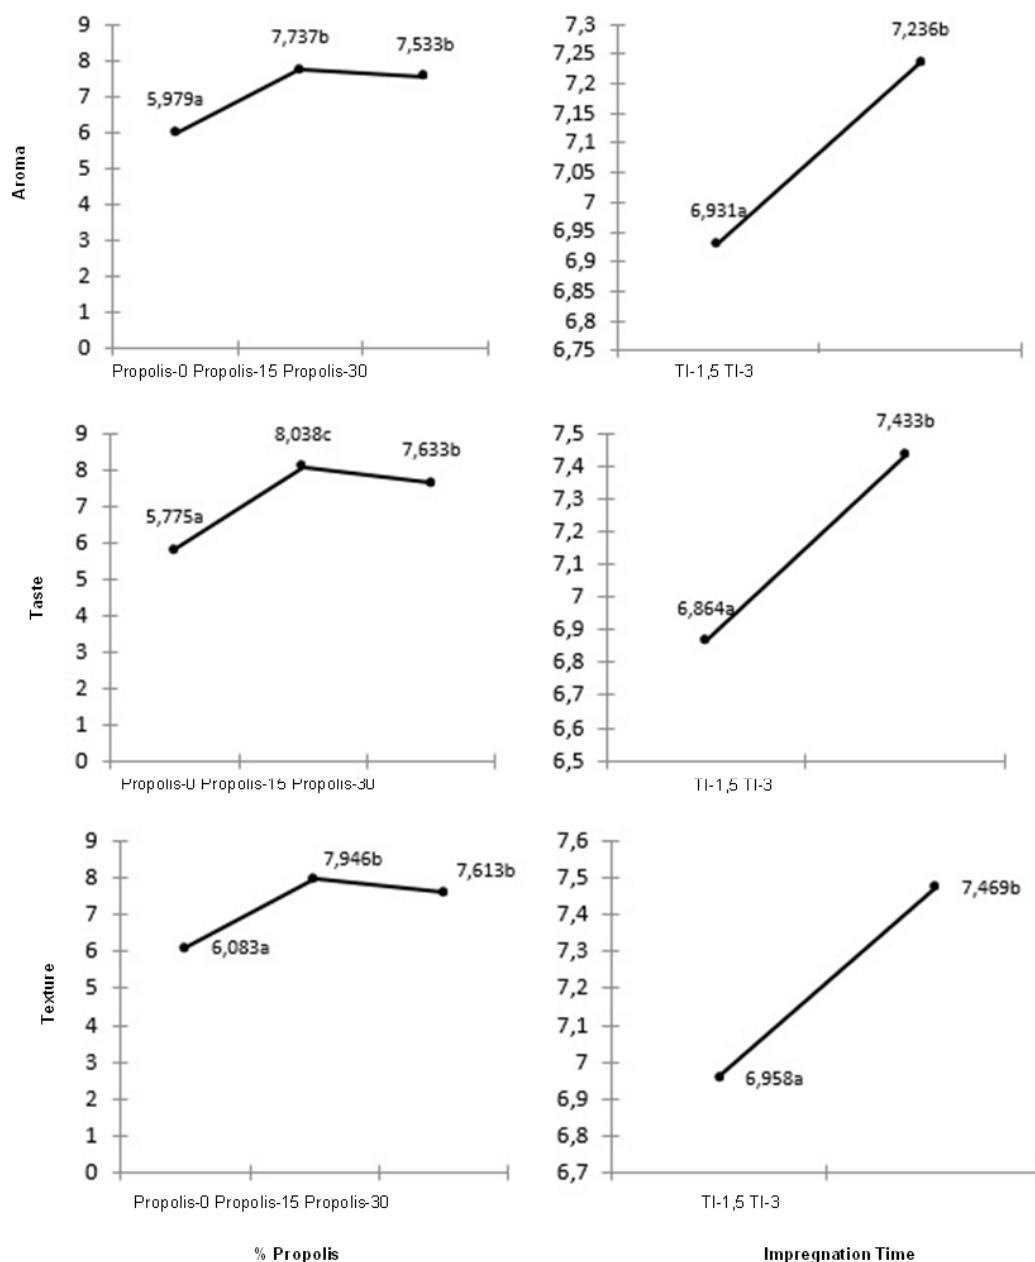 9
8
7
6
5
4
3
2
1
0
5,979a
7,737b
7,533b
Aroma
Propolis-0 Propolis-15 Propolis-30
7,3
7,25
7,2
7,15
7,1
7,05
7
6,95
6,9
6,85
6,8
6,75
6,931a
7,236b
TI-1,5 TI-3
9
8
7
6
5
4
3
2
1
0
5,775a
8,038c
7,633b
Taste
Propolis-0 Propolis-15 Propolis-30
7,5
7,4
7,3
7,2
7,1
7
6,9
6,8
6,7
6,6
6,5
6,864a
7,433b
TI-1,5 TI-3
9
8
7
6
5
4
3
2
1
0
6,083a
7,946b
7,613b
Texture
Propolis-0 Propolis-15 Propolis-30
7,6
7,5
7,4
7,3
7,2
7,1
7
6,9
6,8
6,7
6,958a
7,469b
TI-1,5 TI-3
% Propolis
Impregnation Time